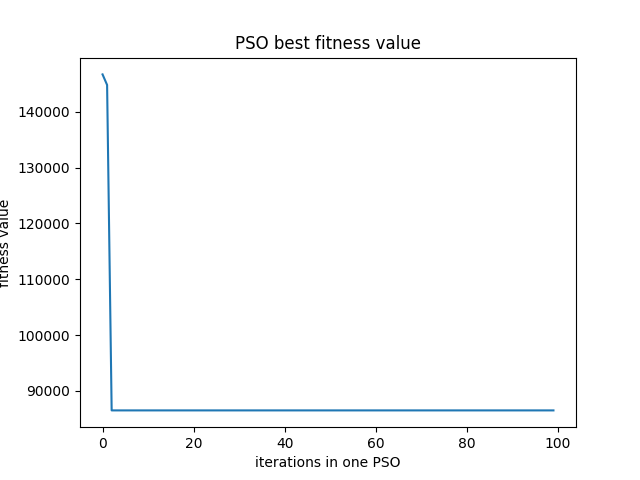 PSO best fitness value
140000
130000
120000
110000
100000
90000
fitness value
0 20 40 60 80 100
iterations in one PSO